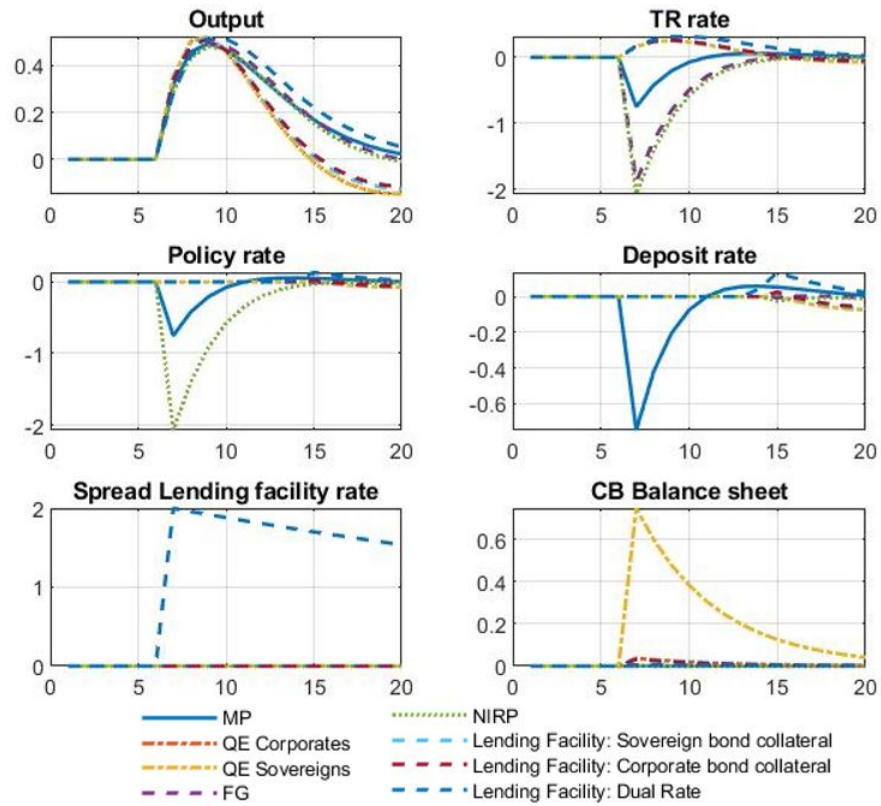 Output
TR rate
0.4
0.2
0
0
-1
-2
0 5 10 15 20
0 5 10 15 20
Policy rate
Deposit rate
0
-1
-2
0
-0.2
-0.4
-0.6
0 5 10 15 20
0 5 10 15 20
Spread Lending facility rate
CB Balance sheet
2
1
0
0.6
0.4
0.2
0
0 5 10 15 20
0 5 10 15 20
MP
QE Corporates
QE Sovereigns
FG
NIRP
Lending Facility: Sovereign bond collateral
Lending Facility: Corporate bond collateral
Lending Facility: Dual Rate